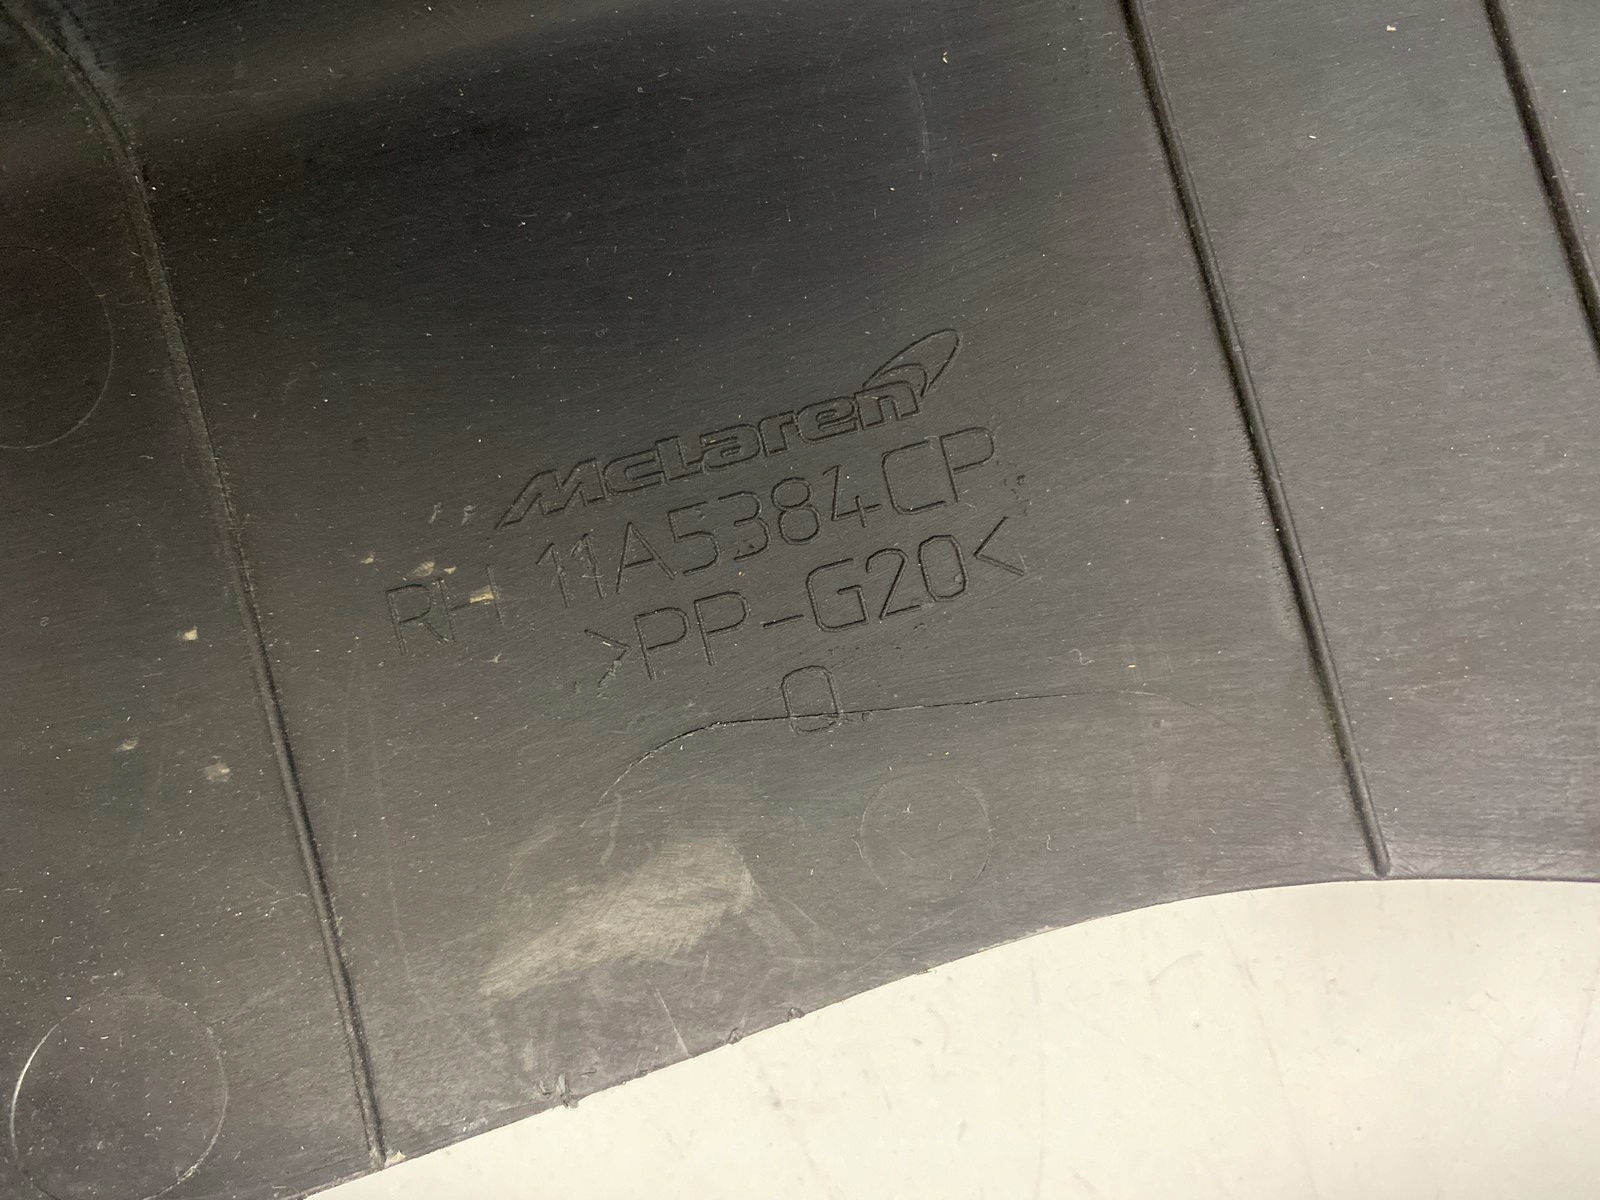 McLaren
RH 11A5384CP
>PP-G20<
0